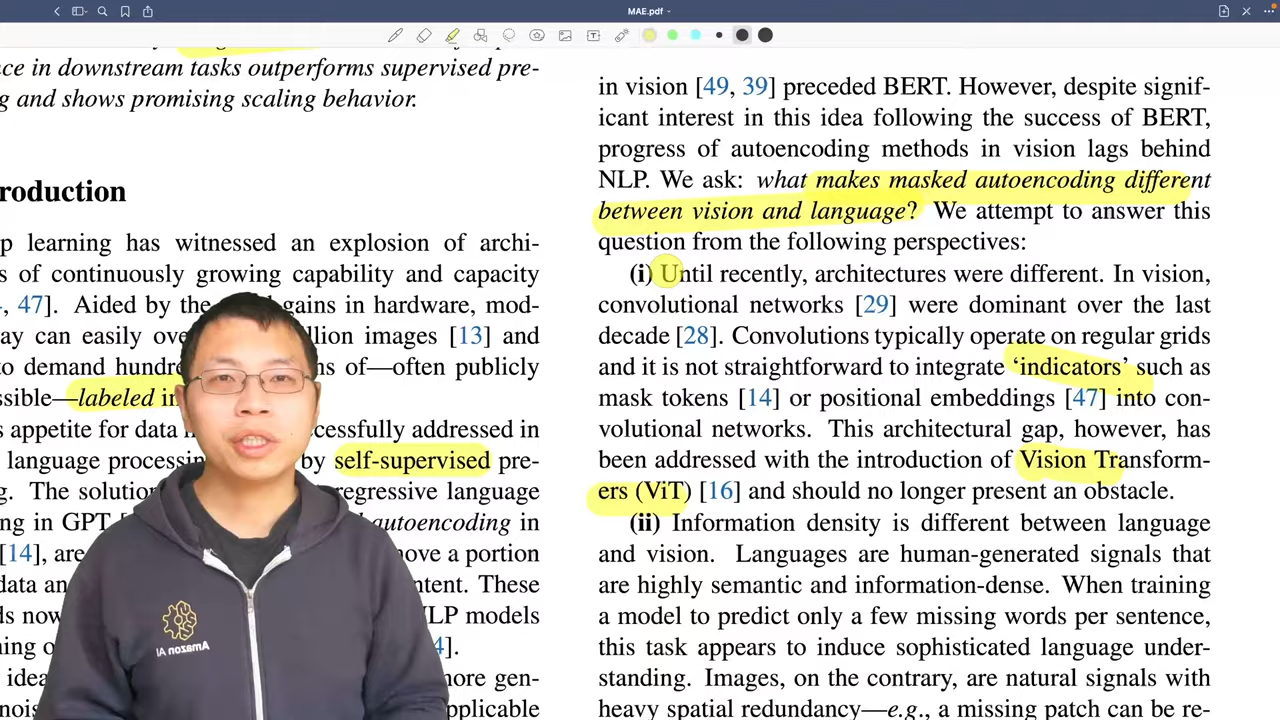 MAE.pdf
ce in downstream tasks outperforms supervised pre-
g and shows promising scaling behavior.
roduction
p learning has witnessed an explosion of archi-
s of continuously growing capability and capacity
47]. Aided by the gains in hardware, mod-
ay can easily llion images [13] and
to demand of—often publicly
ssible—labeled
s appetite for data ccessfully addressed in
language by self-supervised pre-
g. The regressive language
ng in GPT autoencoding in
[14], are a portion
data These
ds LP models
4].
idea more gen-
pplicable
in vision [49, 39] preceded BERT. However, despite signif-
icant interest in this idea following the success of BERT,
progress of autoencoding methods in vision lags behind
NLP. We ask: what makes masked autoencoding different
between vision and language? We attempt to answer this
question from the following perspectives:
(i) Until recently, architectures were different. In vision,
convolutional networks [29] were dominant over the last
decade [28]. Convolutions typically operate on regular grids
and it is not straightforward to integrate ‘indicators’ such as
mask tokens [14] or positional embeddings [47] into con-
volutional networks. This architectural gap, however, has
been addressed with the introduction of Vision Transform-
ers (ViT) [16] and should no longer present an obstacle.
(ii) Information density is different between language
and vision. Languages are human-generated signals that
are highly semantic and information-dense. When training
a model to predict only a few missing words per sentence,
this task appears to induce sophisticated language under-
standing. Images, on the contrary, are natural signals with
heavy spatial redundancy—e.g., a missing patch can be re-
Amazon AI